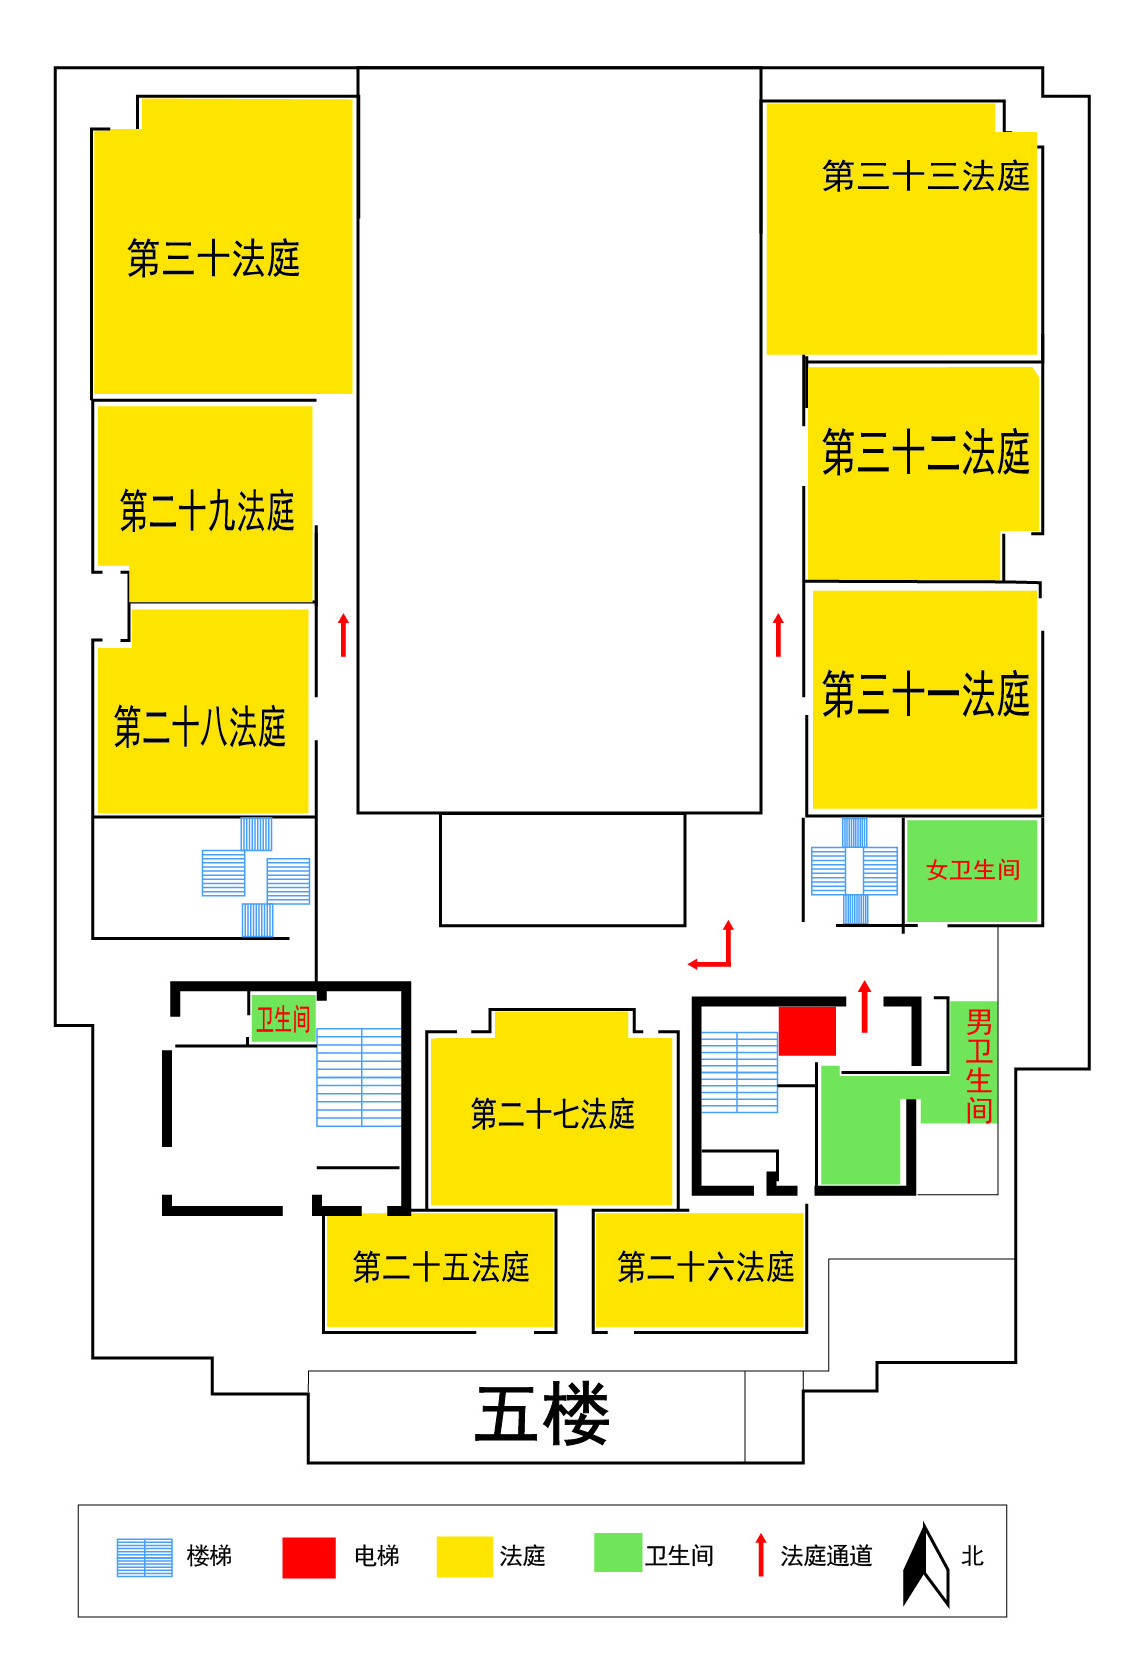 第三十三法庭
第三十法庭
第三十二法庭
第二十九法庭
第三十一法庭
第二十八法庭
女卫生间
卫生间
男卫生间
第二十七法庭
第二十五法庭
第二十六法庭
五楼
楼梯
电梯
法庭
卫生间
法庭通道
北